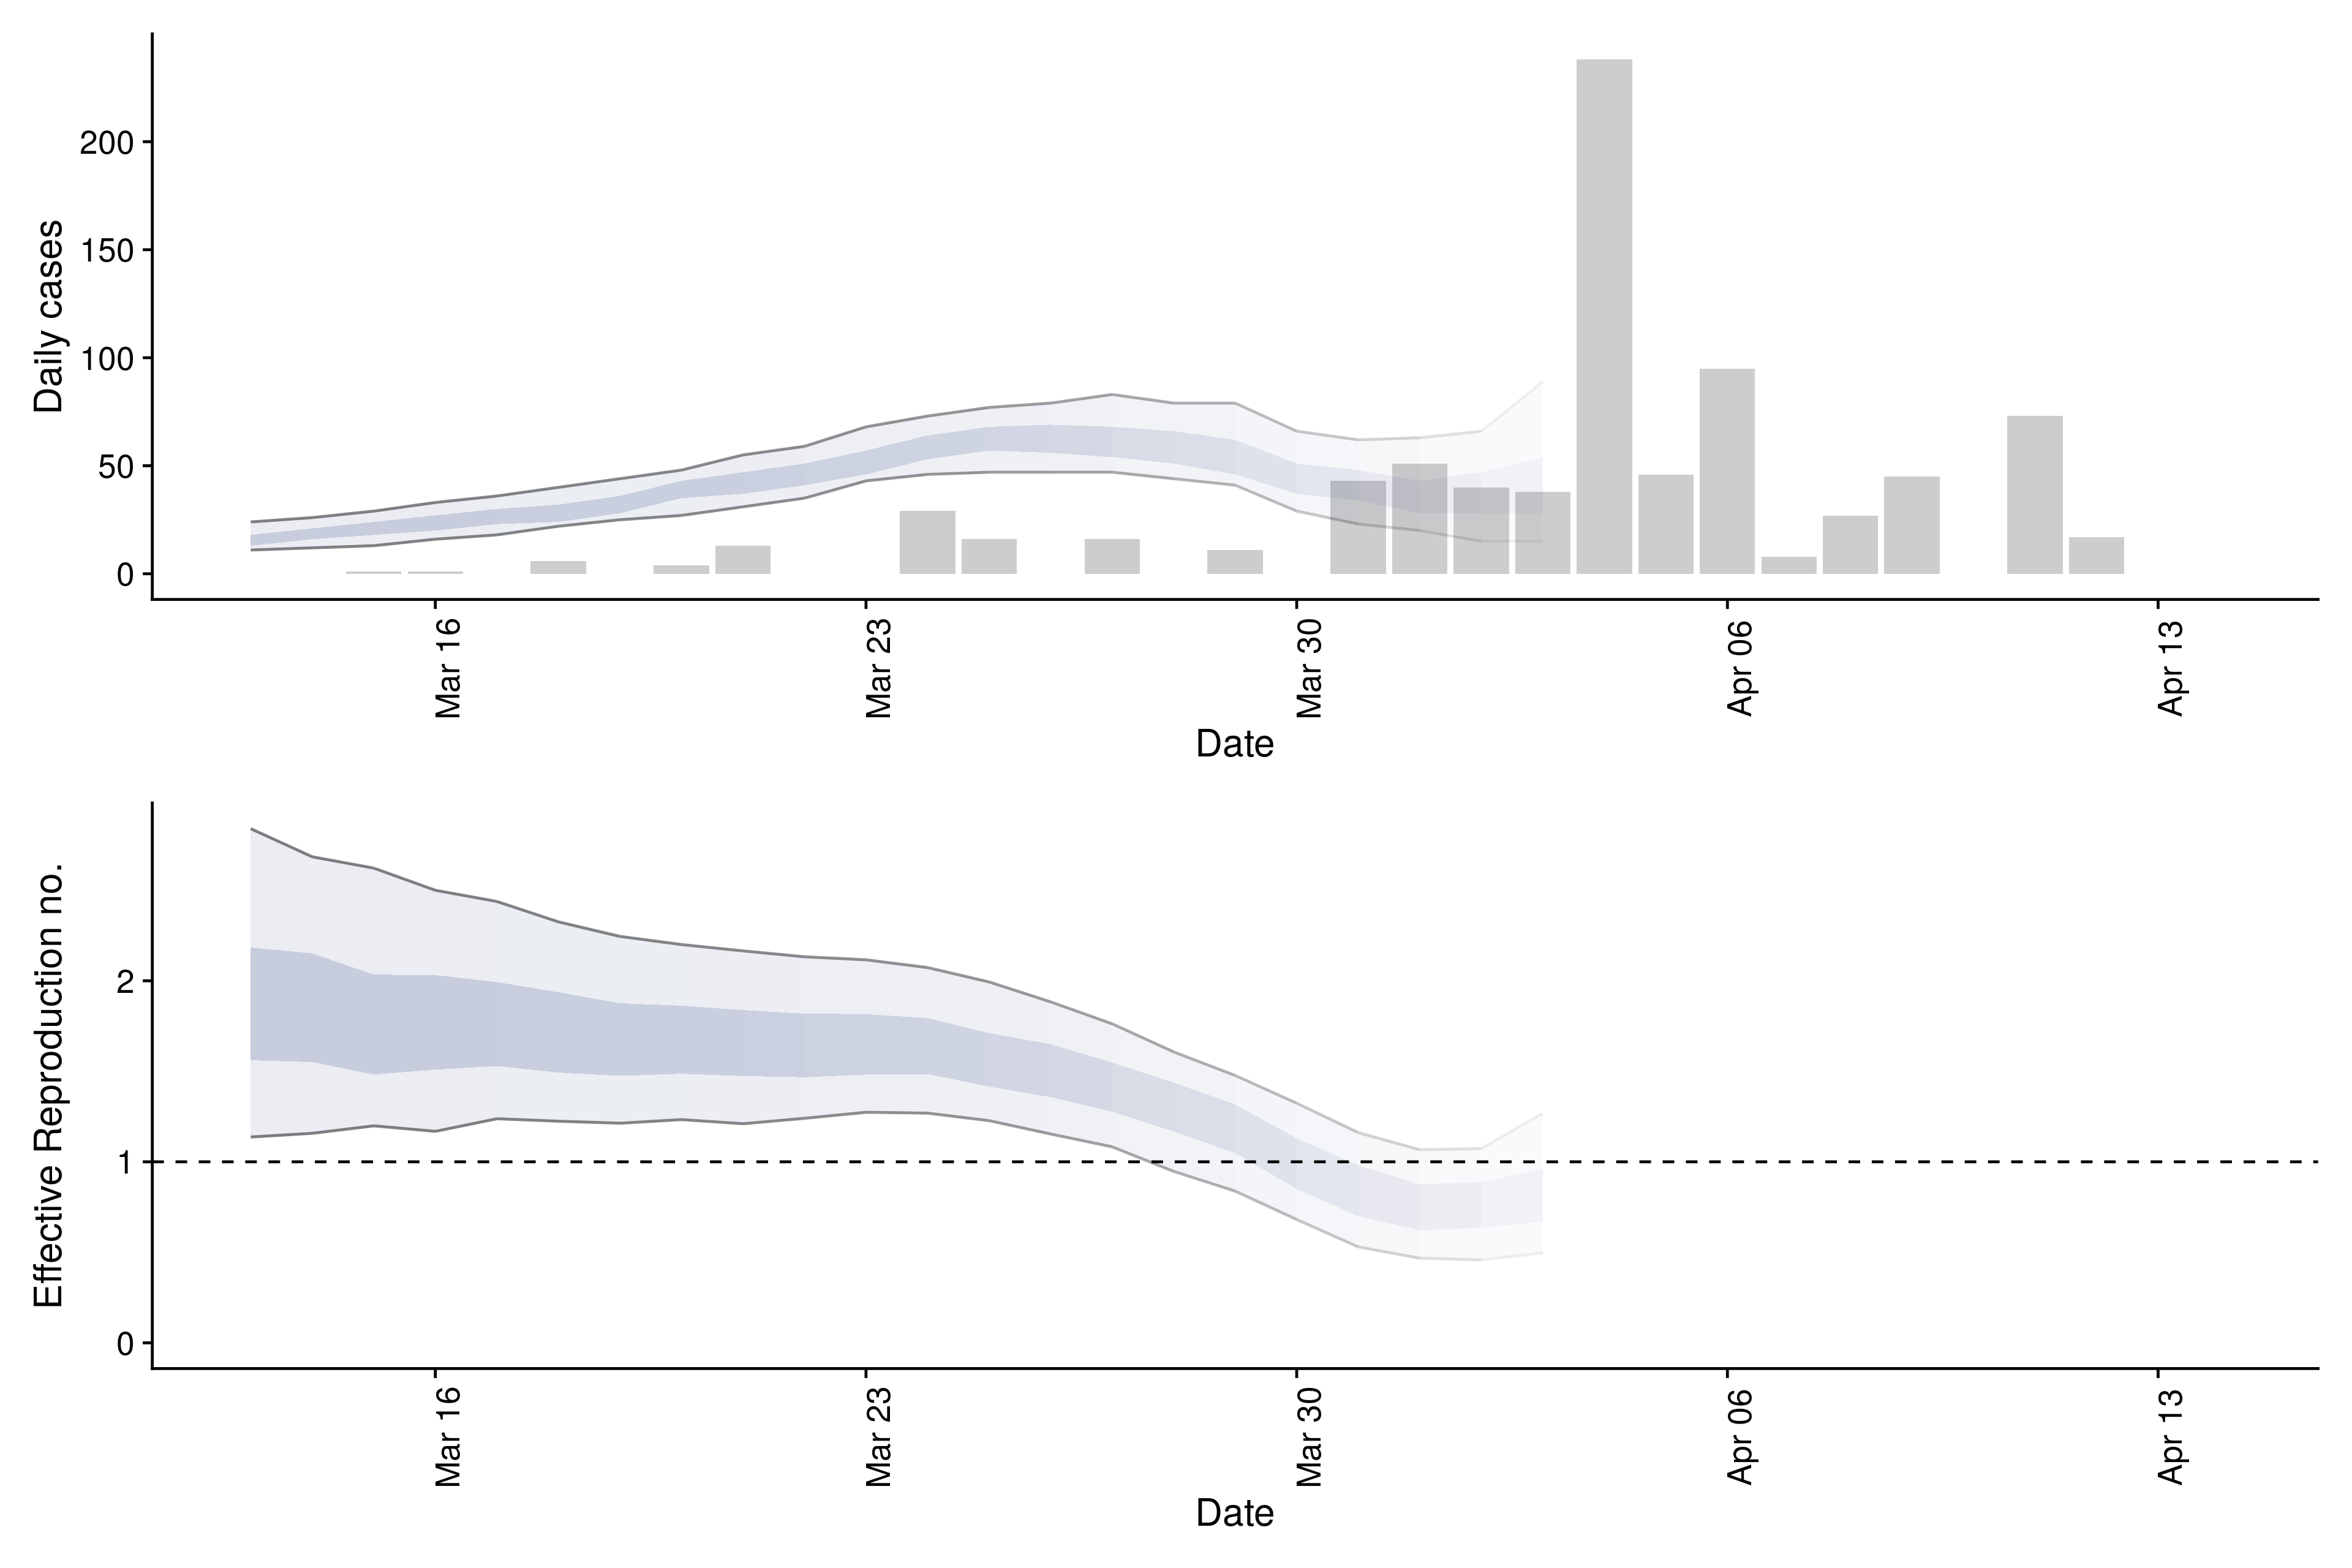 Daily cases
200
150
100
50
0
Mar 16
Mar 23
Mar 30
Apr 06
Apr 13
Date
Effective Reproduction no.
2
1
0
Mar 16
Mar 23
Mar 30
Apr 06
Apr 13
Date